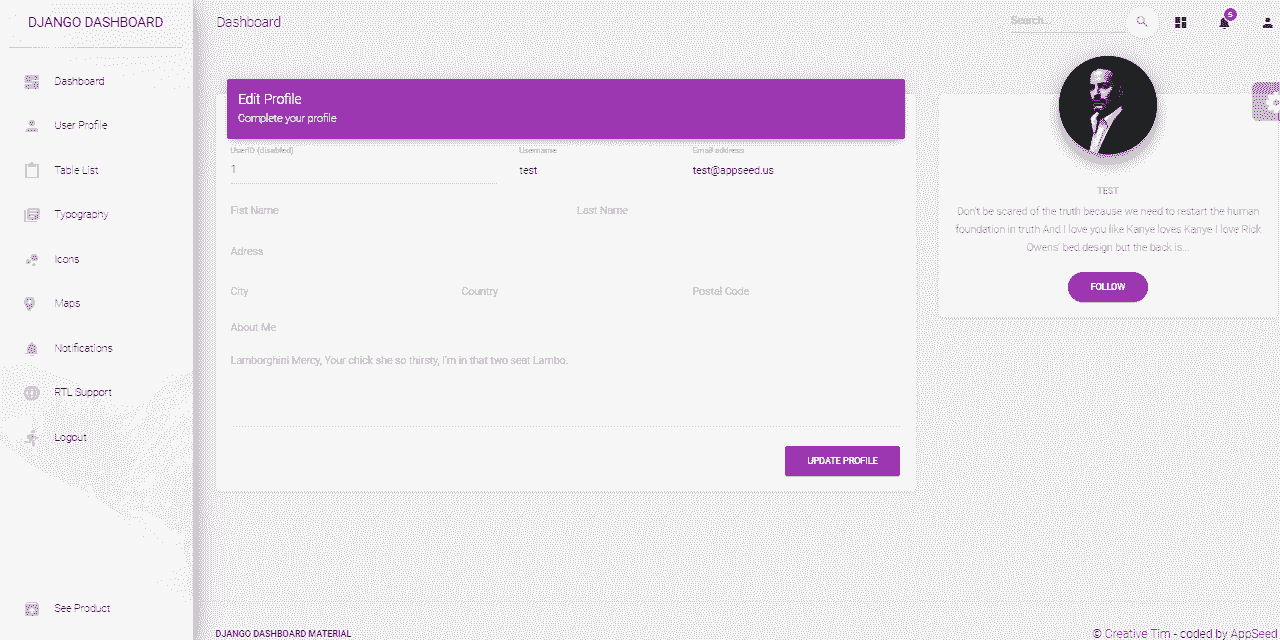 DJANGO DASHBOARD
Dashboard
User Profile
Table List
Typography
Icons
Maps
Notifications
RTL Support
Logout
See Product
Dashboard
Search...
5
Edit Profile
Complete your profile
UserID (disabled)
Username
Email address
1
test
test@appseed.us
Fist Name
Last Name
Adress
City
Country
Postal Code
About Me
Lamborghini Mercy, Your chick she so thirsty, I'm in that two seat Lambo.
UPDATE PROFILE
TEST
Don't be scared of the truth because we need to restart the human
foundation in truth And I love you like Kanye loves Kanye I love Rick
Owens' bed design but the back is...
FOLLOW
DJANGO DASHBOARD MATERIAL
© Creative Tim - coded by AppSeed